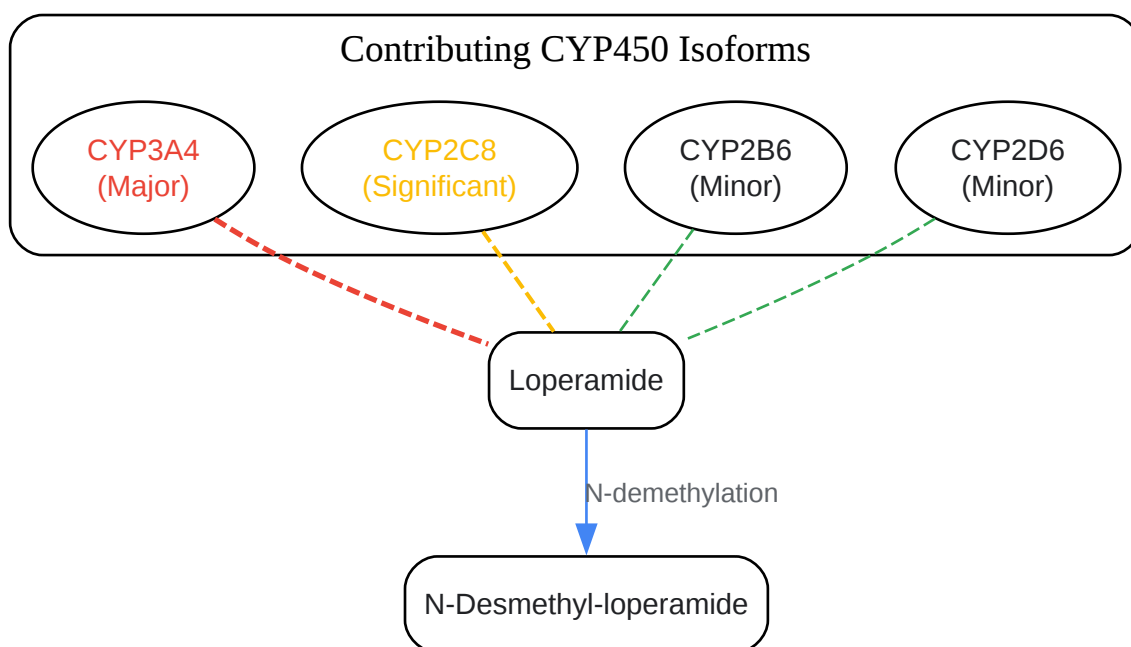 Contributing CYP450 Isoforms
CYP3A4
(Major)
CYP2C8
(Significant)
CYP2B6
(Minor)
CYP2D6
(Minor)
Loperamide
N-demethylation
N-Desmethyl-loperamide